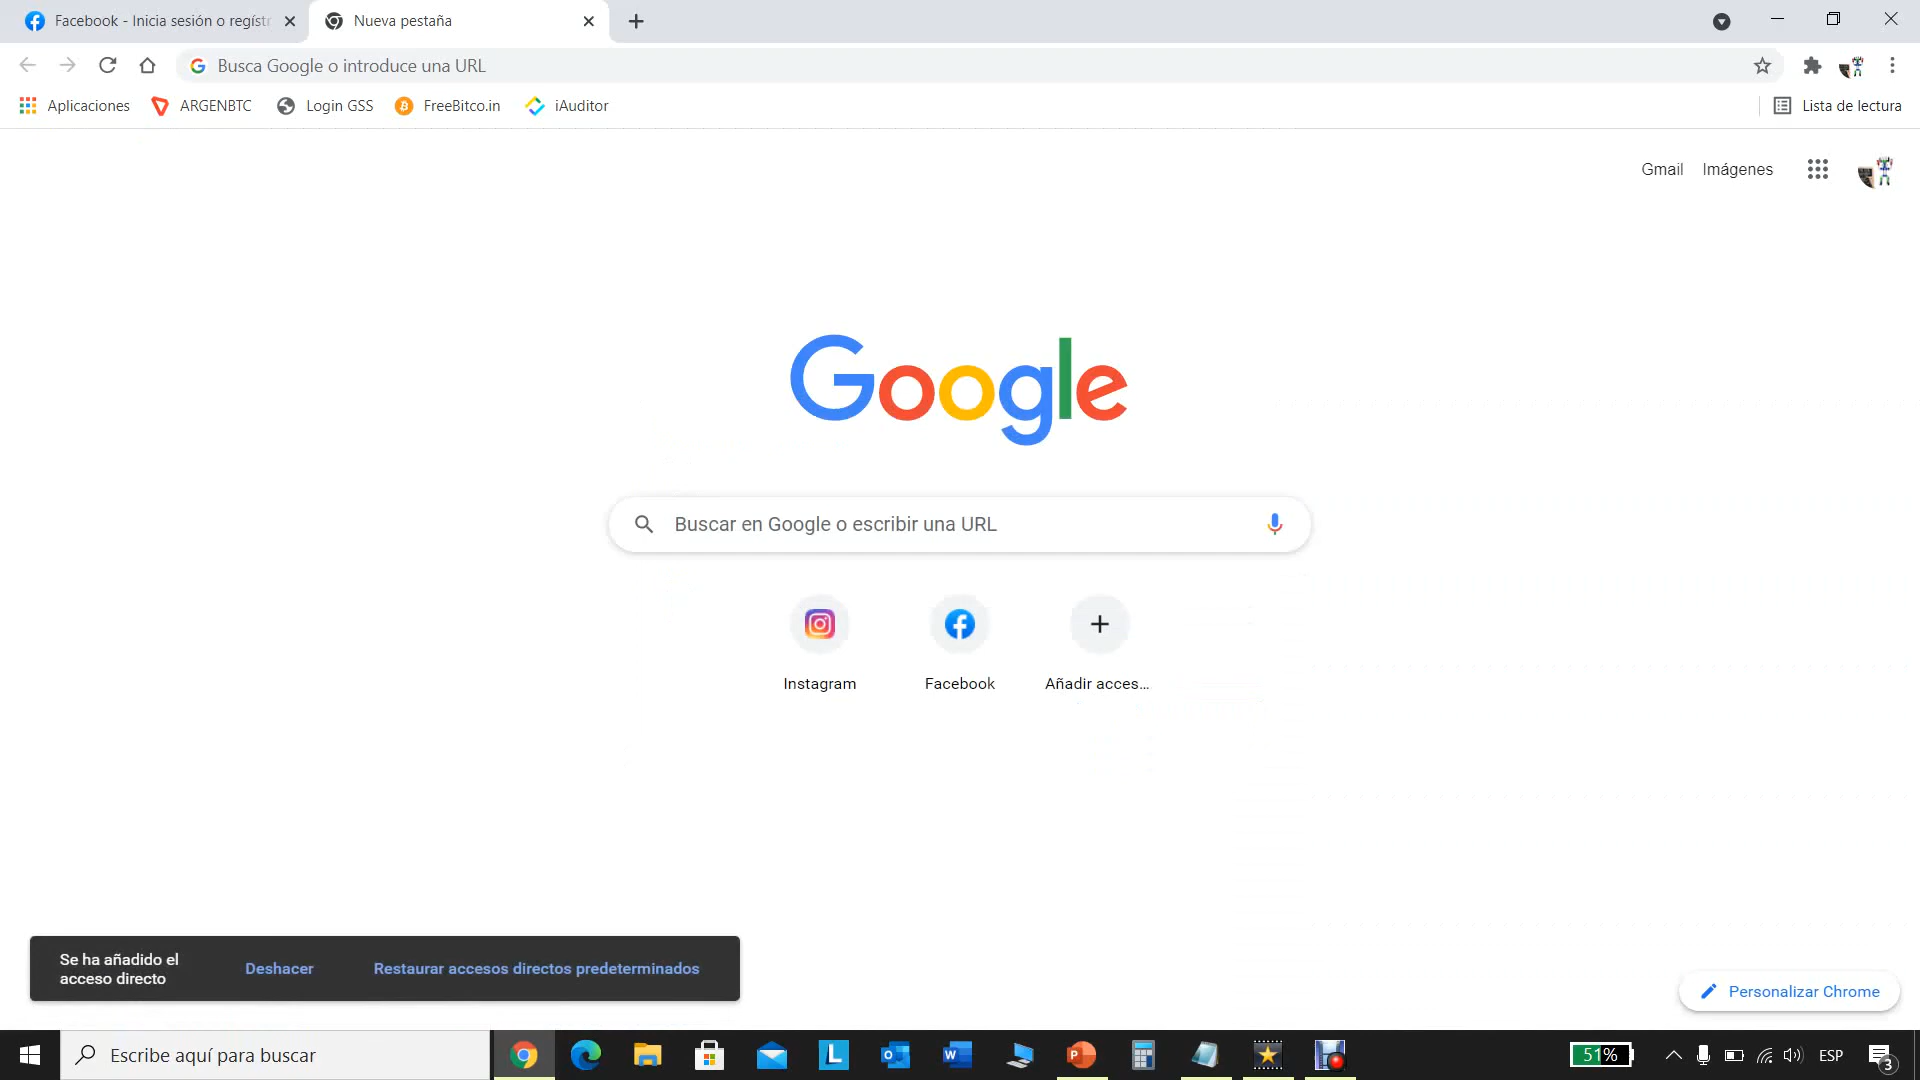 Facebook - Inicia sesión o regístr
Nueva pestaña
Busca Google o introduce una URL
Aplicaciones
ARGENBTC
Login GSS
FreeBitco.in
iAuditor
Lista de lectura
Gmail
Imágenes
Google
Buscar en Google o escribir una URL
Instagram
Facebook
Añadir acces...
Se ha añadido el
acceso directo
Deshacer
Restaurar accesos directos predeterminados
Personalizar Chrome
Escribe aquí para buscar
51%
ESP
3